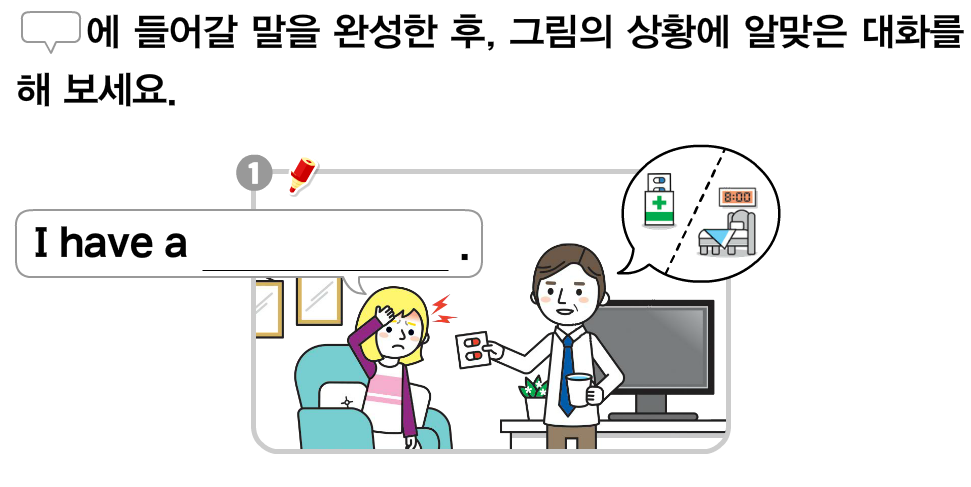 에 들어갈 말을 완성한 후, 그림의 상황에 알맞은 대화를
해 보세요.
1
I have a ______________ .
8:00